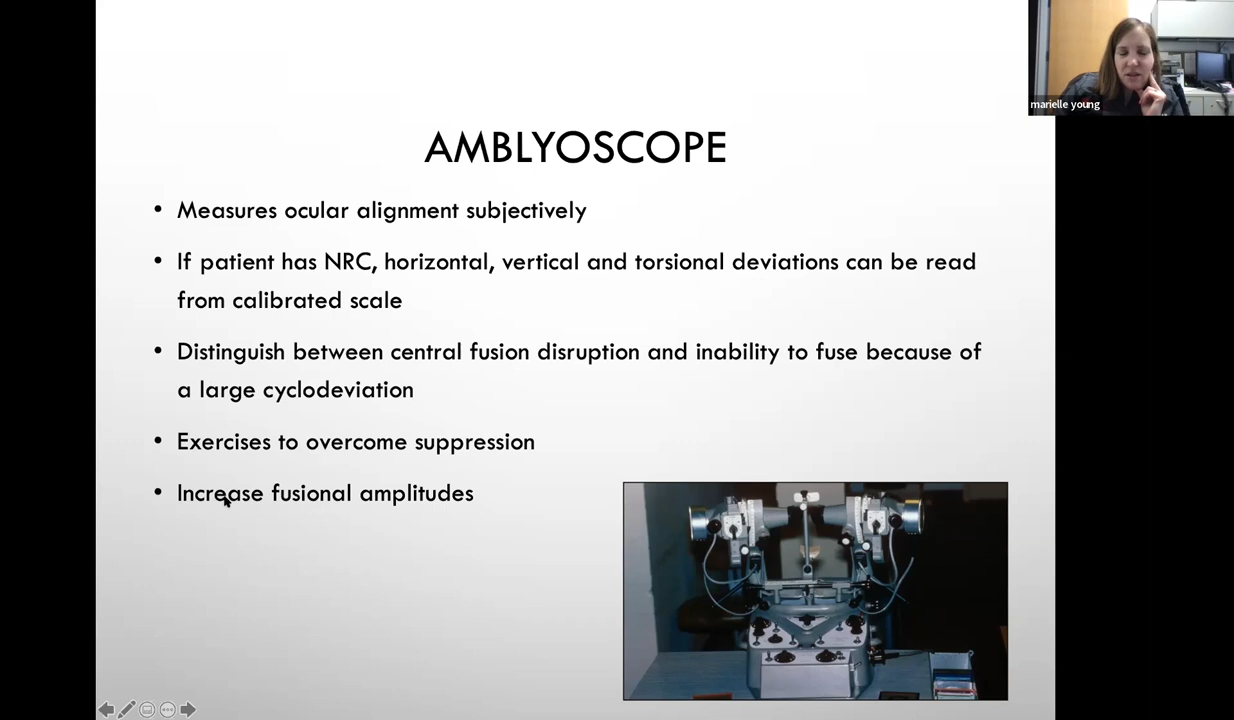 marielle young
AMBLYOSCOPE
• Measures ocular alignment subjectively
• If patient has NRC, horizontal, vertical and torsional deviations can be read
from calibrated scale
• Distinguish between central fusion disruption and inability to fuse because of
a large cyclodeviation
• Exercises to overcome suppression
• Increase fusional amplitudes